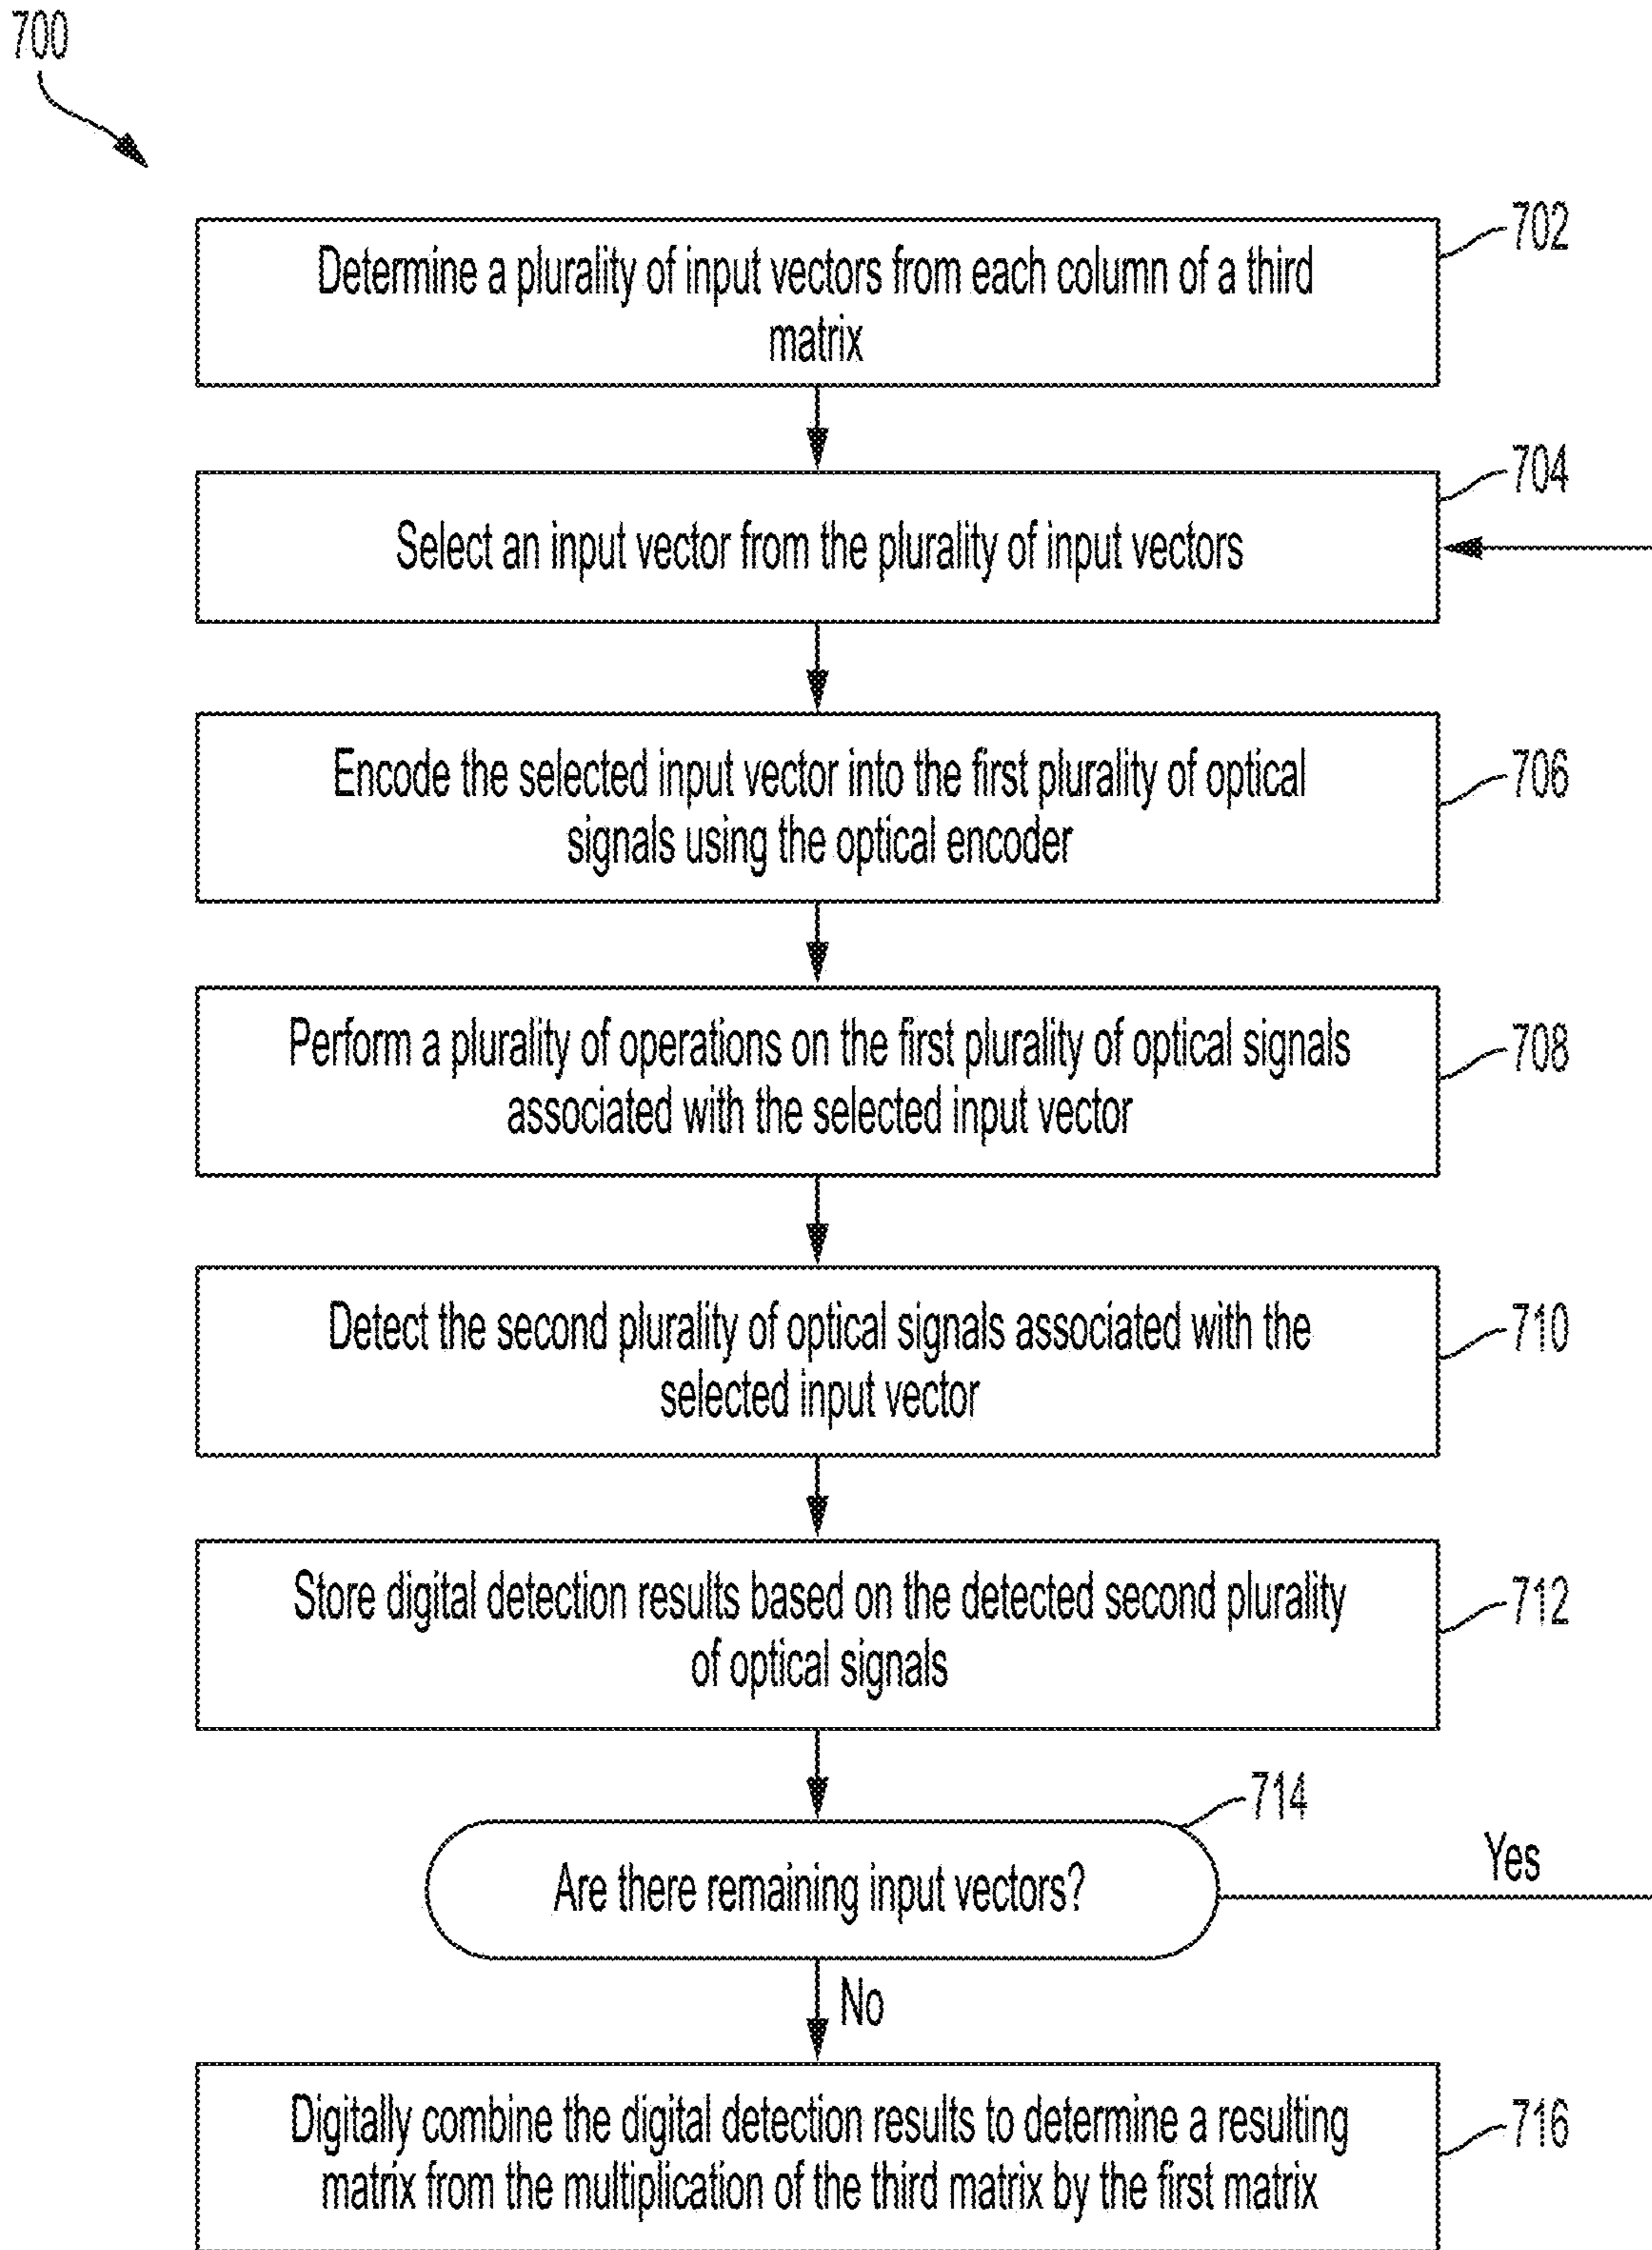 700
702
Determine a plurality of input vectors from each column of a third
matrix
704
Select an input vector from the plurality of input vectors
706
Encode the selected input vector into the first plurality of optical
signals using the optical encoder
708
Perform a plurality of operations on the first plurality of optical signals
associated with the selected input vector
710
Detect the second plurality of optical signals associated with the
selected input vector
712
Store digital detection results based on the detected second plurality
of optical signals
714
Are there remaining input vectors?
Yes
No
716
Digitally combine the digital detection results to determine a resulting
matrix from the multiplication of the third matrix by the first matrix